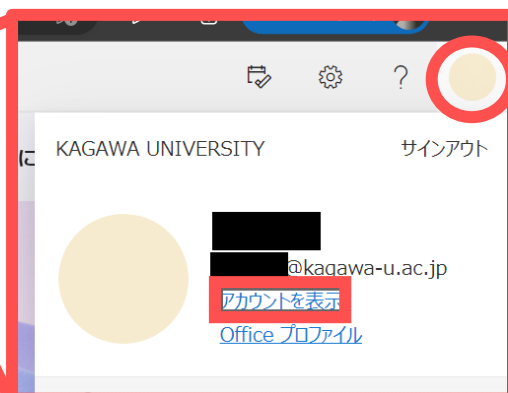 ?
に
KAGAWA UNIVERSITY サインアウト
@kagawa-u.ac.jp
アカウントを表示
Office プロファイル